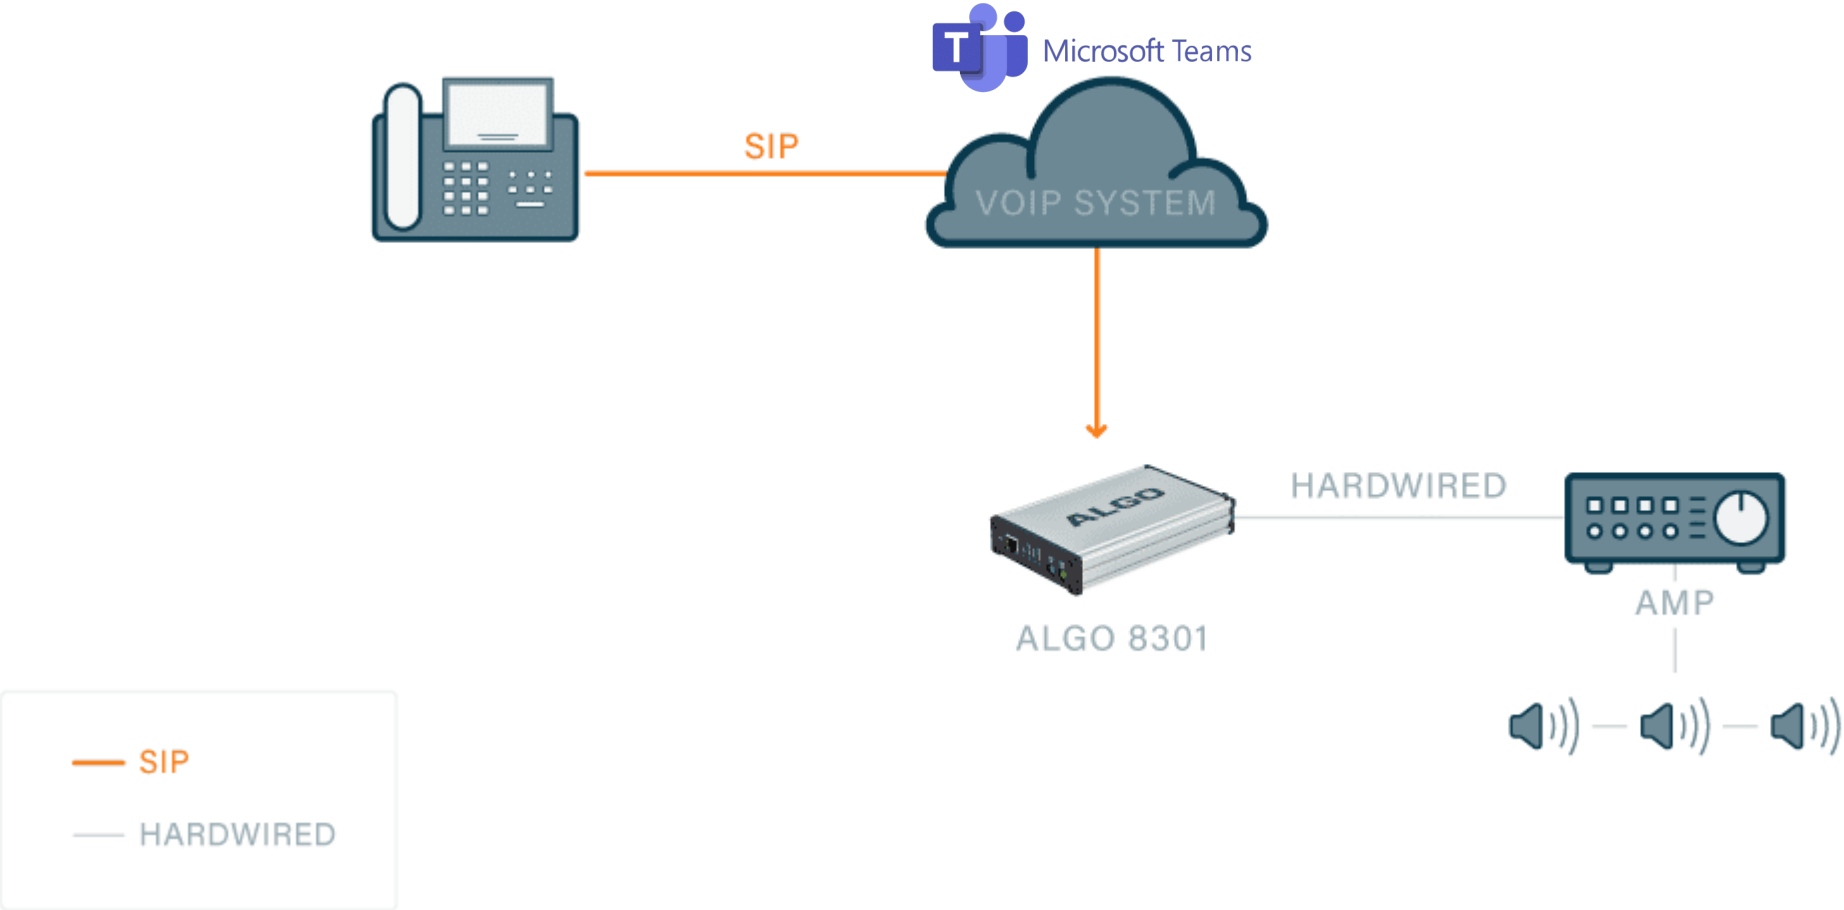 T Microsoft Teams
SIP
VOIP SYSTEM
HARDWIRED
ALGO
AMP
ALGO 8301
SIP
HARDWIRED